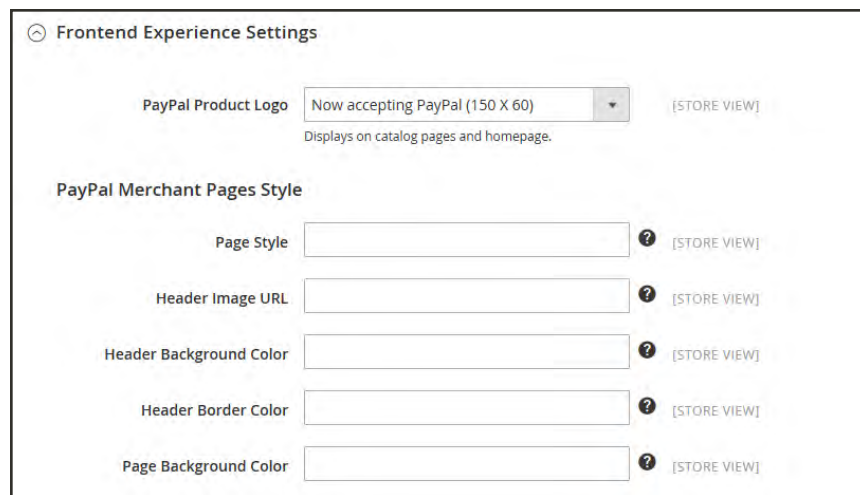 Frontend Experience Settings
PayPal Product Logo Now accepting PayPal (150 X 60) [STORE VIEW]
Displays on catalog pages and homepage.
PayPal Merchant Pages Style
Page Style ? [STORE VIEW]
Header Image URL ? [STORE VIEW]
Header Background Color ? [STORE VIEW]
Header Border Color ? [STORE VIEW]
Page Background Color ? [STORE VIEW]